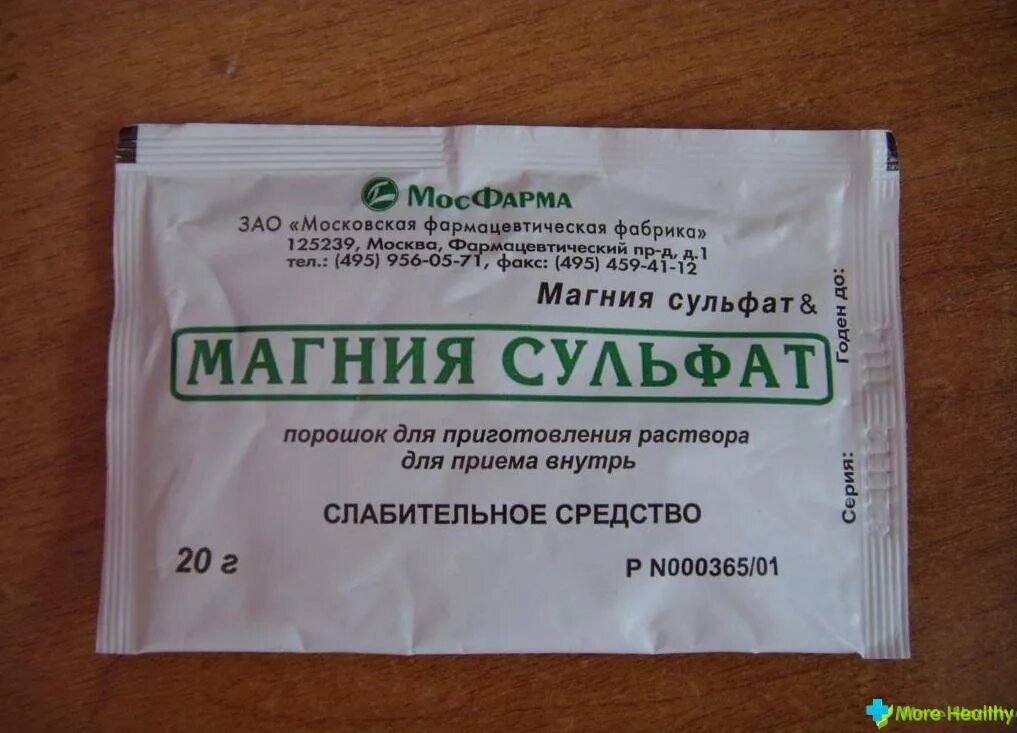 МосФарма
ЗАО «Московская фармацевтическая фабрика»
125239, Москва, Фармацевтический пр-д, д.1
тел.: (495) 956-05-71, факс: (495) 459-41-12
Магния сульфат &
МАГНИЯ СУЛЬФАТ
порошок для приготовления раствора
для приема внутрь
СЛАБИТЕЛЬНОЕ СРЕДСТВО
20 г
Р N000365/01
Годен до:
Серия:
More Healthy